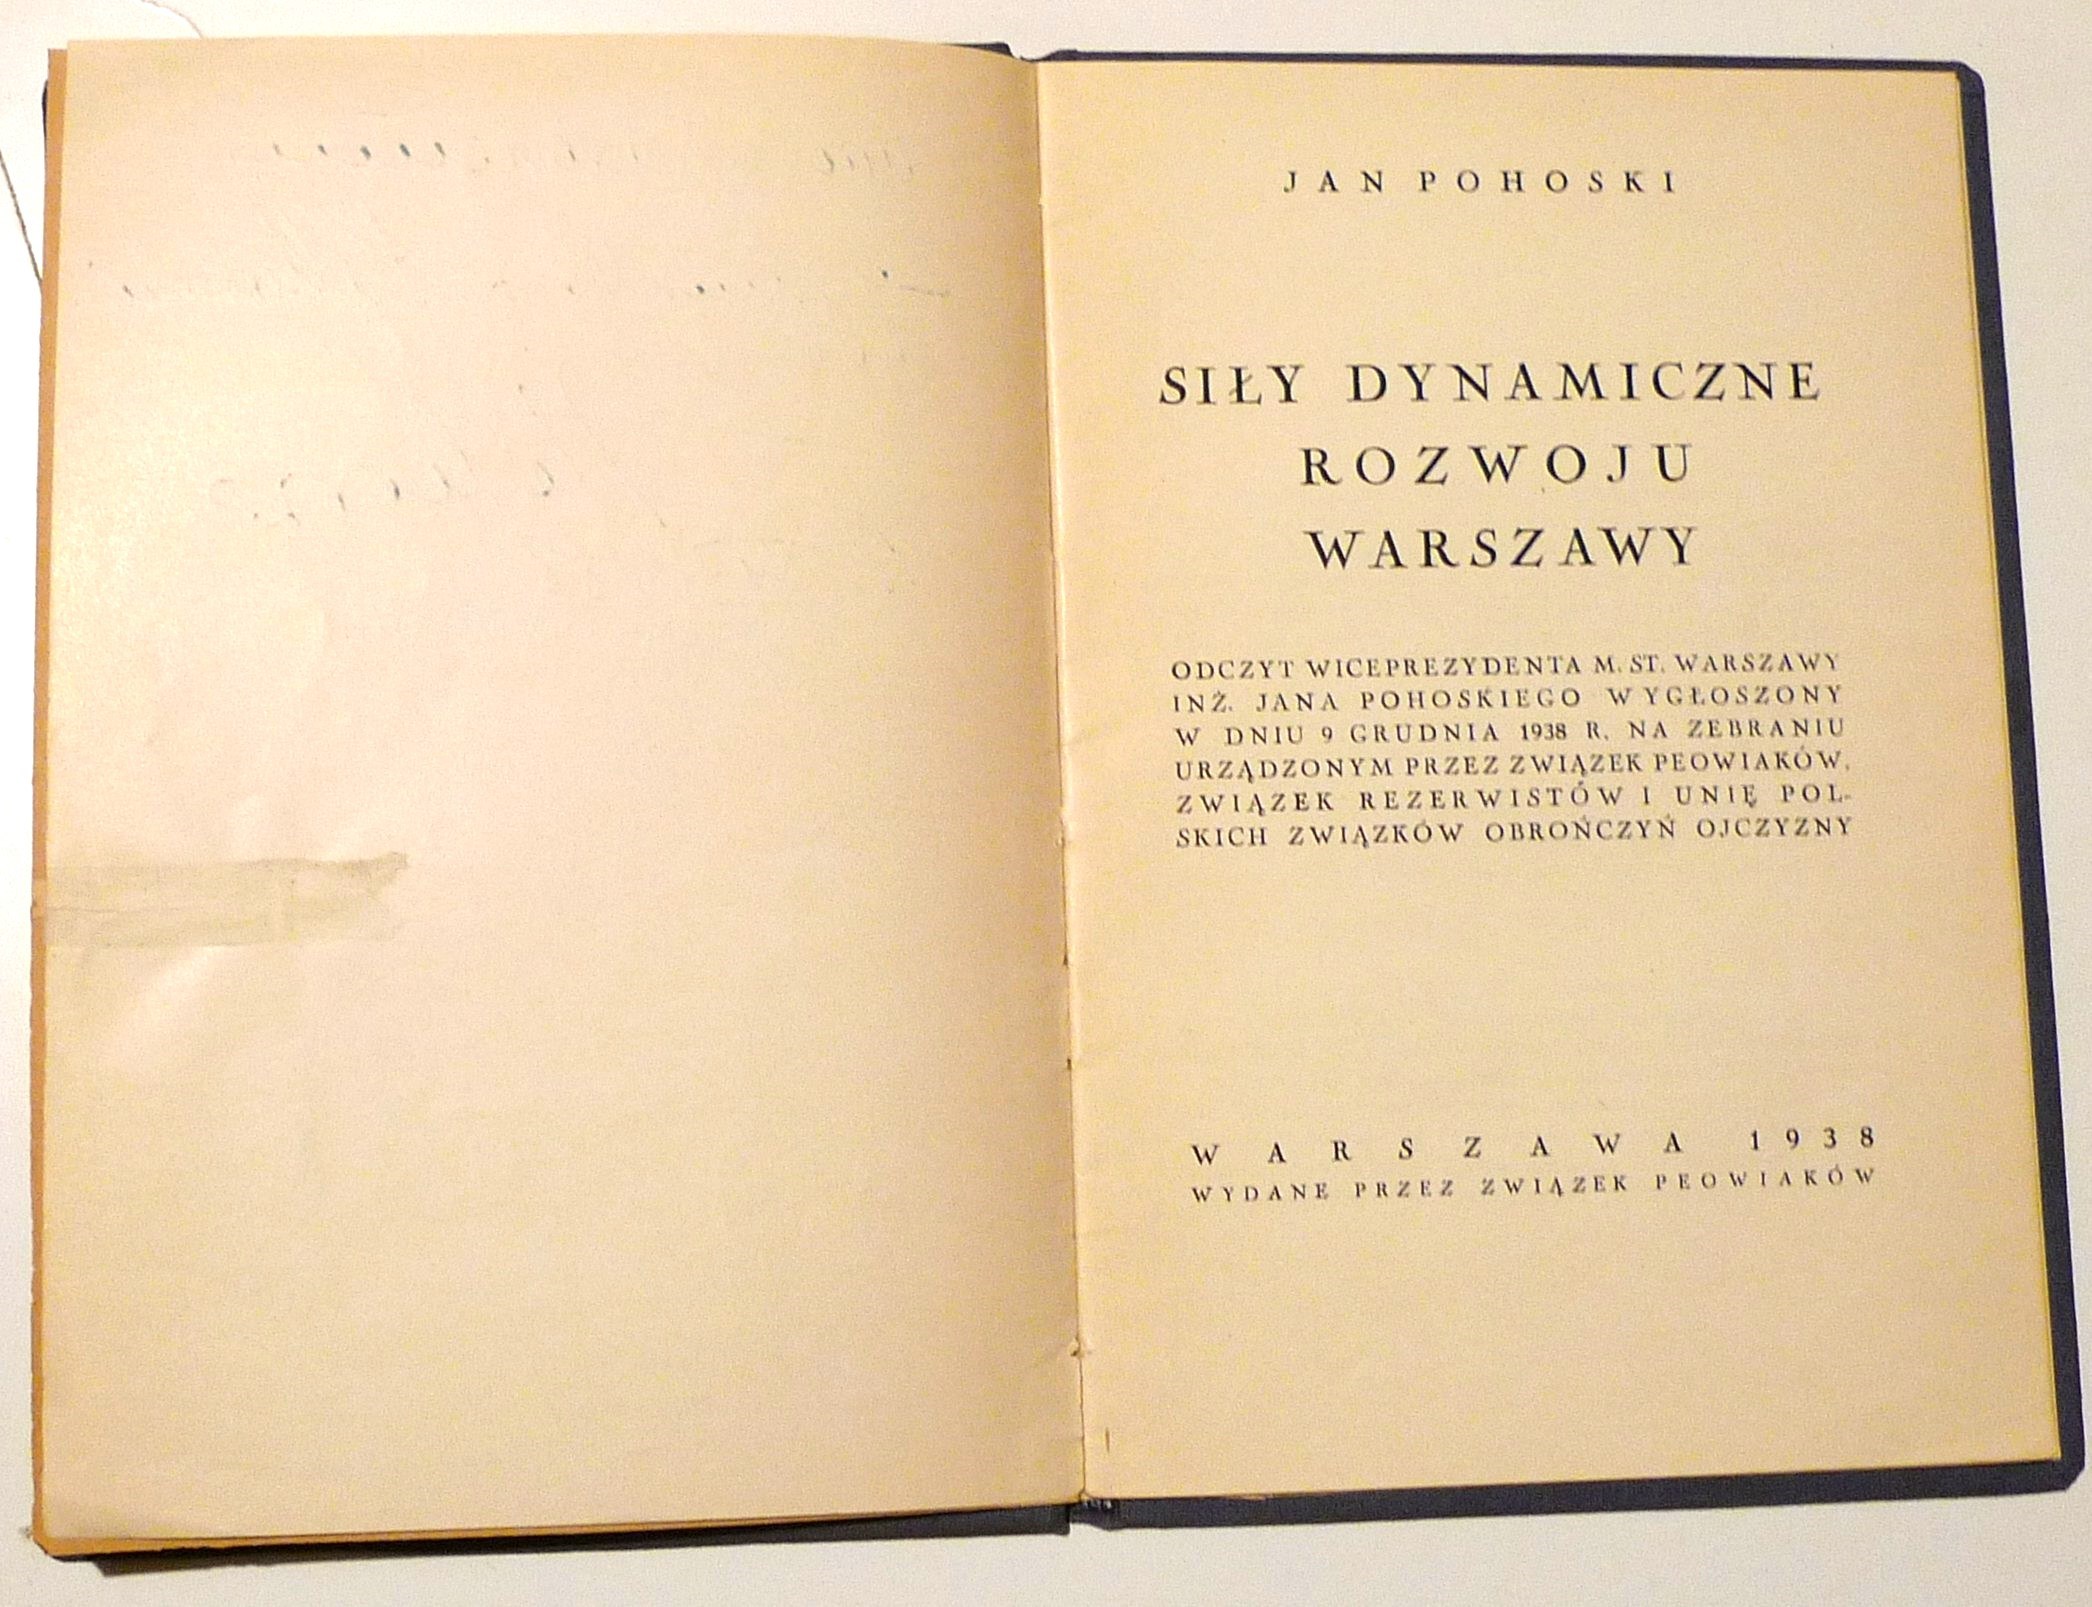 JAN POHOSKI
SIŁY DYNAMICZNE
ROZWOJU
WARSZAWY
ODCZYT WICEPREZYDENTA M. ST. WARSZAWY
INŻ. JANA POHOSKIEGO WYGŁOSZONY
W DNIU 9 GRUDNIA 1938 R. NA ZEBRANIU
URZĄDZONYM PRZEZ ZWIĄZEK PEOWIAKÓW,
ZWIĄZEK REZERWISTÓW I UNIĘ POL-
SKICH ZWIĄZKÓW OBROŃCZYŃ OJCZYZNY
WARSZAWA 1938
WYDANE PRZEZ ZWIĄZEK PEOWIAKÓW